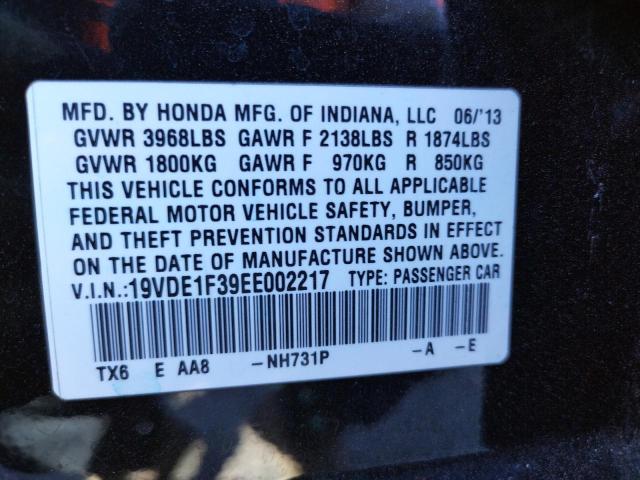 MFD. BY HONDA MFG. OF INDIANA, LLC 06/'13
GVWR 3968LBS GAWR F 2138LBS R 1874LBS
GVWR 1800KG GAWR F 970KG R 850KG
THIS VEHICLE CONFORMS TO ALL APPLICABLE
FEDERAL MOTOR VEHICLE SAFETY, BUMPER,
AND THEFT PREVENTION STANDARDS IN EFFECT
ON THE DATE OF MANUFACTURE SHOWN ABOVE.
V.I.N.:19VDE1F39EE002217 TYPE: PASSENGER CAR
TX6 E AA8 -NH731P -A -E